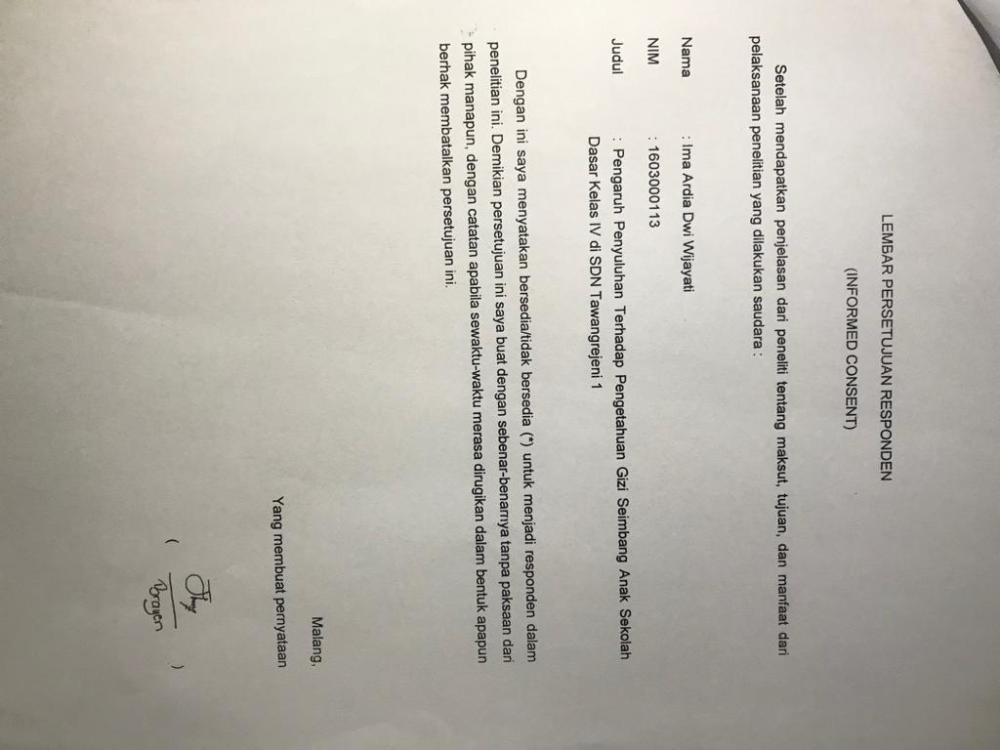 LEMBAR PERSETUJUAN RESPONDEN
(INFORMED CONSENT)
Setelah mendapatkan penjelasan dari peneliti tentang maksut, tujuan, dan manfaat dari
pelaksanaan penelitian yang dilakukan saudara :
Nama : Ima Ardia Dwi Wijayati
NIM : 1603000113
Judul : Pengaruh Penyuluhan Terhadap Pengetahuan Gizi Seimbang Anak Sekolah
Dasar Kelas IV di SDN Tawangrejeni 1
Dengan ini saya menyatakan bersedia/tidak bersedia (*) untuk menjadi responden dalam
penelitian ini. Demikian persetujuan ini saya buat dengan sebenar-benarnya tanpa paksaan dari
pihak manapun, dengan catatan apabila sewaktu-waktu merasa dirugikan dalam bentuk apapun
berhak membatalkan persetujuan ini.
Malang,
Yang membuat pernyataan
( )
Brayen